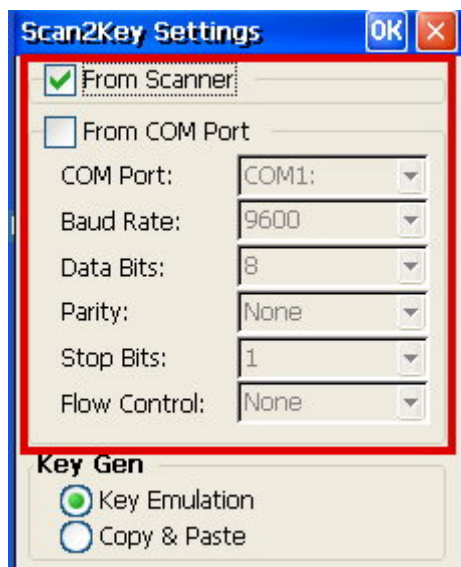 Scan2Key Settings OK
From Scanner
From COM Port
COM Port: COM1:
Baud Rate: 9600
Data Bits: 8
Parity: None
Stop Bits: 1
Flow Control: None
Key Gen
Key Emulation
Copy & Paste